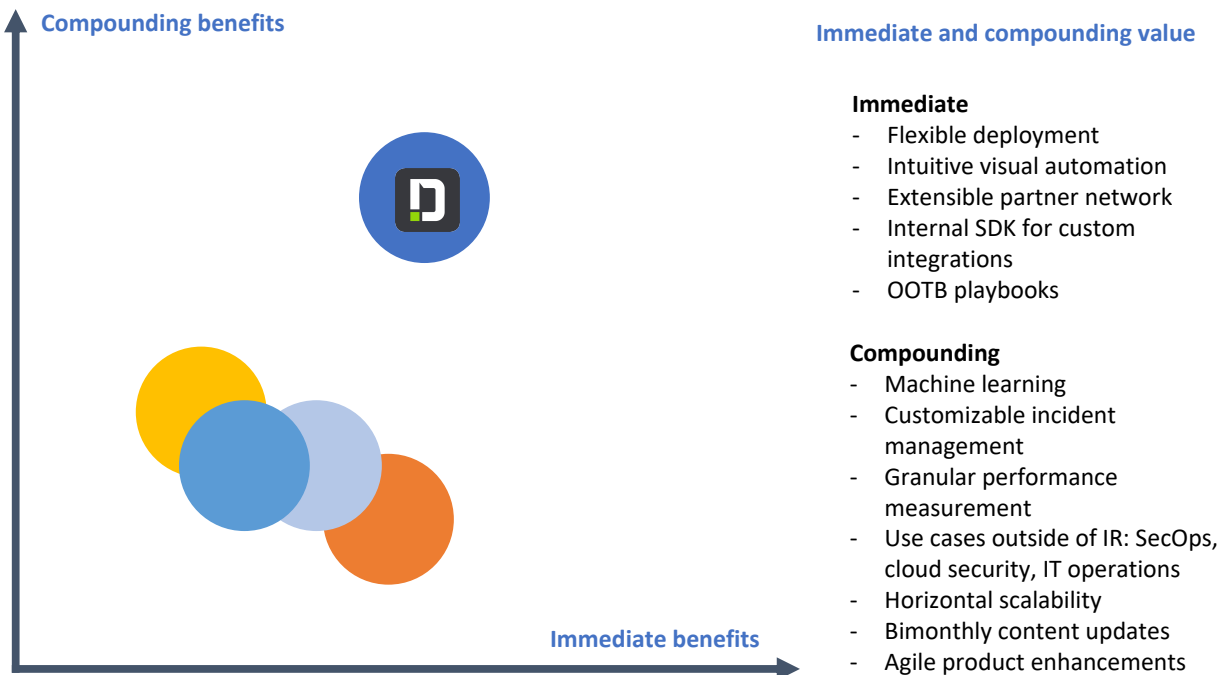 Compounding benefits
Immediate benefits
Immediate and compounding value
Immediate
- Flexible deployment
- Intuitive visual automation
- Extensible partner network
- Internal SDK for custom
integrations
- OOTB playbooks
Compounding
- Machine learning
- Customizable incident
management
- Granular performance
measurement
- Use cases outside of IR: SecOps,
cloud security, IT operations
- Horizontal scalability
- Bimonthly content updates
- Agile product enhancements
D